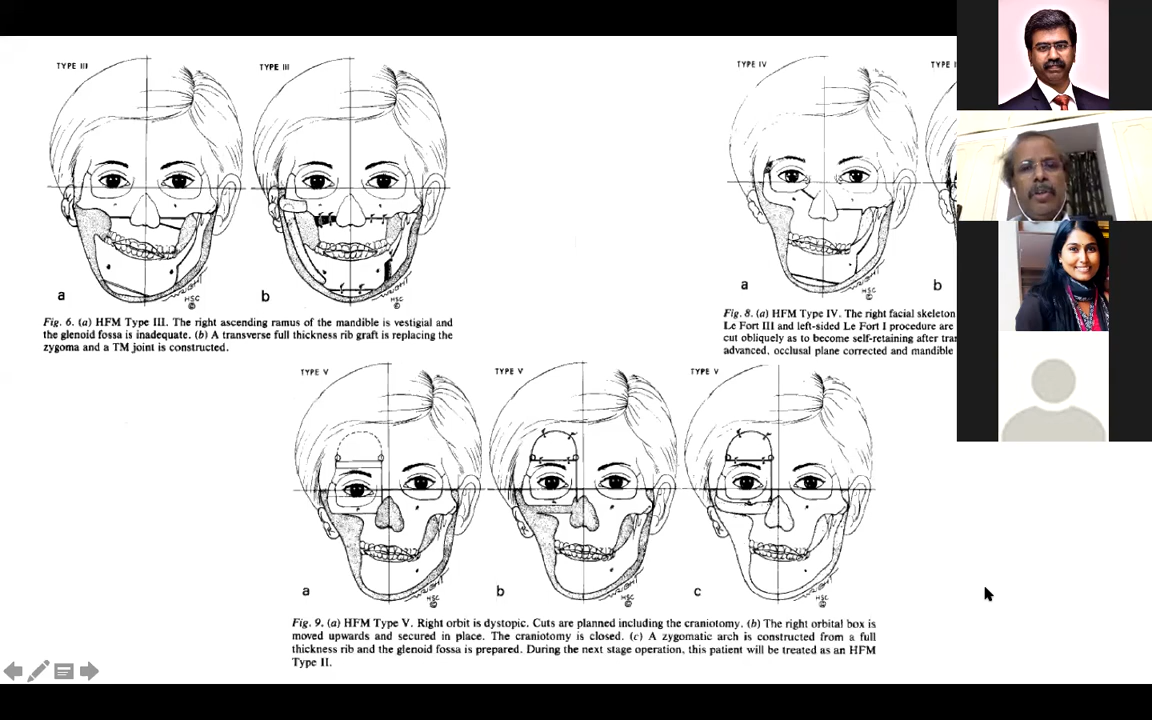 TYPE III
TYPE III
a
HSC
©
b
HSC
©
Fig. 6. (a) HFM Type III. The right ascending ramus of the mandible is vestigial and
the glenoid fossa is inadequate. (b) A transverse full thickness rib graft is replacing the
zygoma and a TM joint is constructed.
TYPE IV
a
HSC
©
b
Fig. 8. (a) HFM Type IV. The right facial skeleton
Le Fort III and left-sided Le Fort I procedure are
cut obliquely as to become self-retaining after
advanced, occlusal plane corrected and mandible
TYPE V
TYPE V
TYPE V
a
HSC
©
b
HSC
©
c
HSC
©
Fig. 9. (a) HFM Type V. Right orbit is dystopic. Cuts are planned including the craniotomy. (b) The right orbital box is
moved upwards and secured in place. The craniotomy is closed. (c) A zygomatic arch is constructed from a full
thickness rib and the glenoid fossa is prepared. During the next stage operation, this patient will be treated as an HFM
Type II.